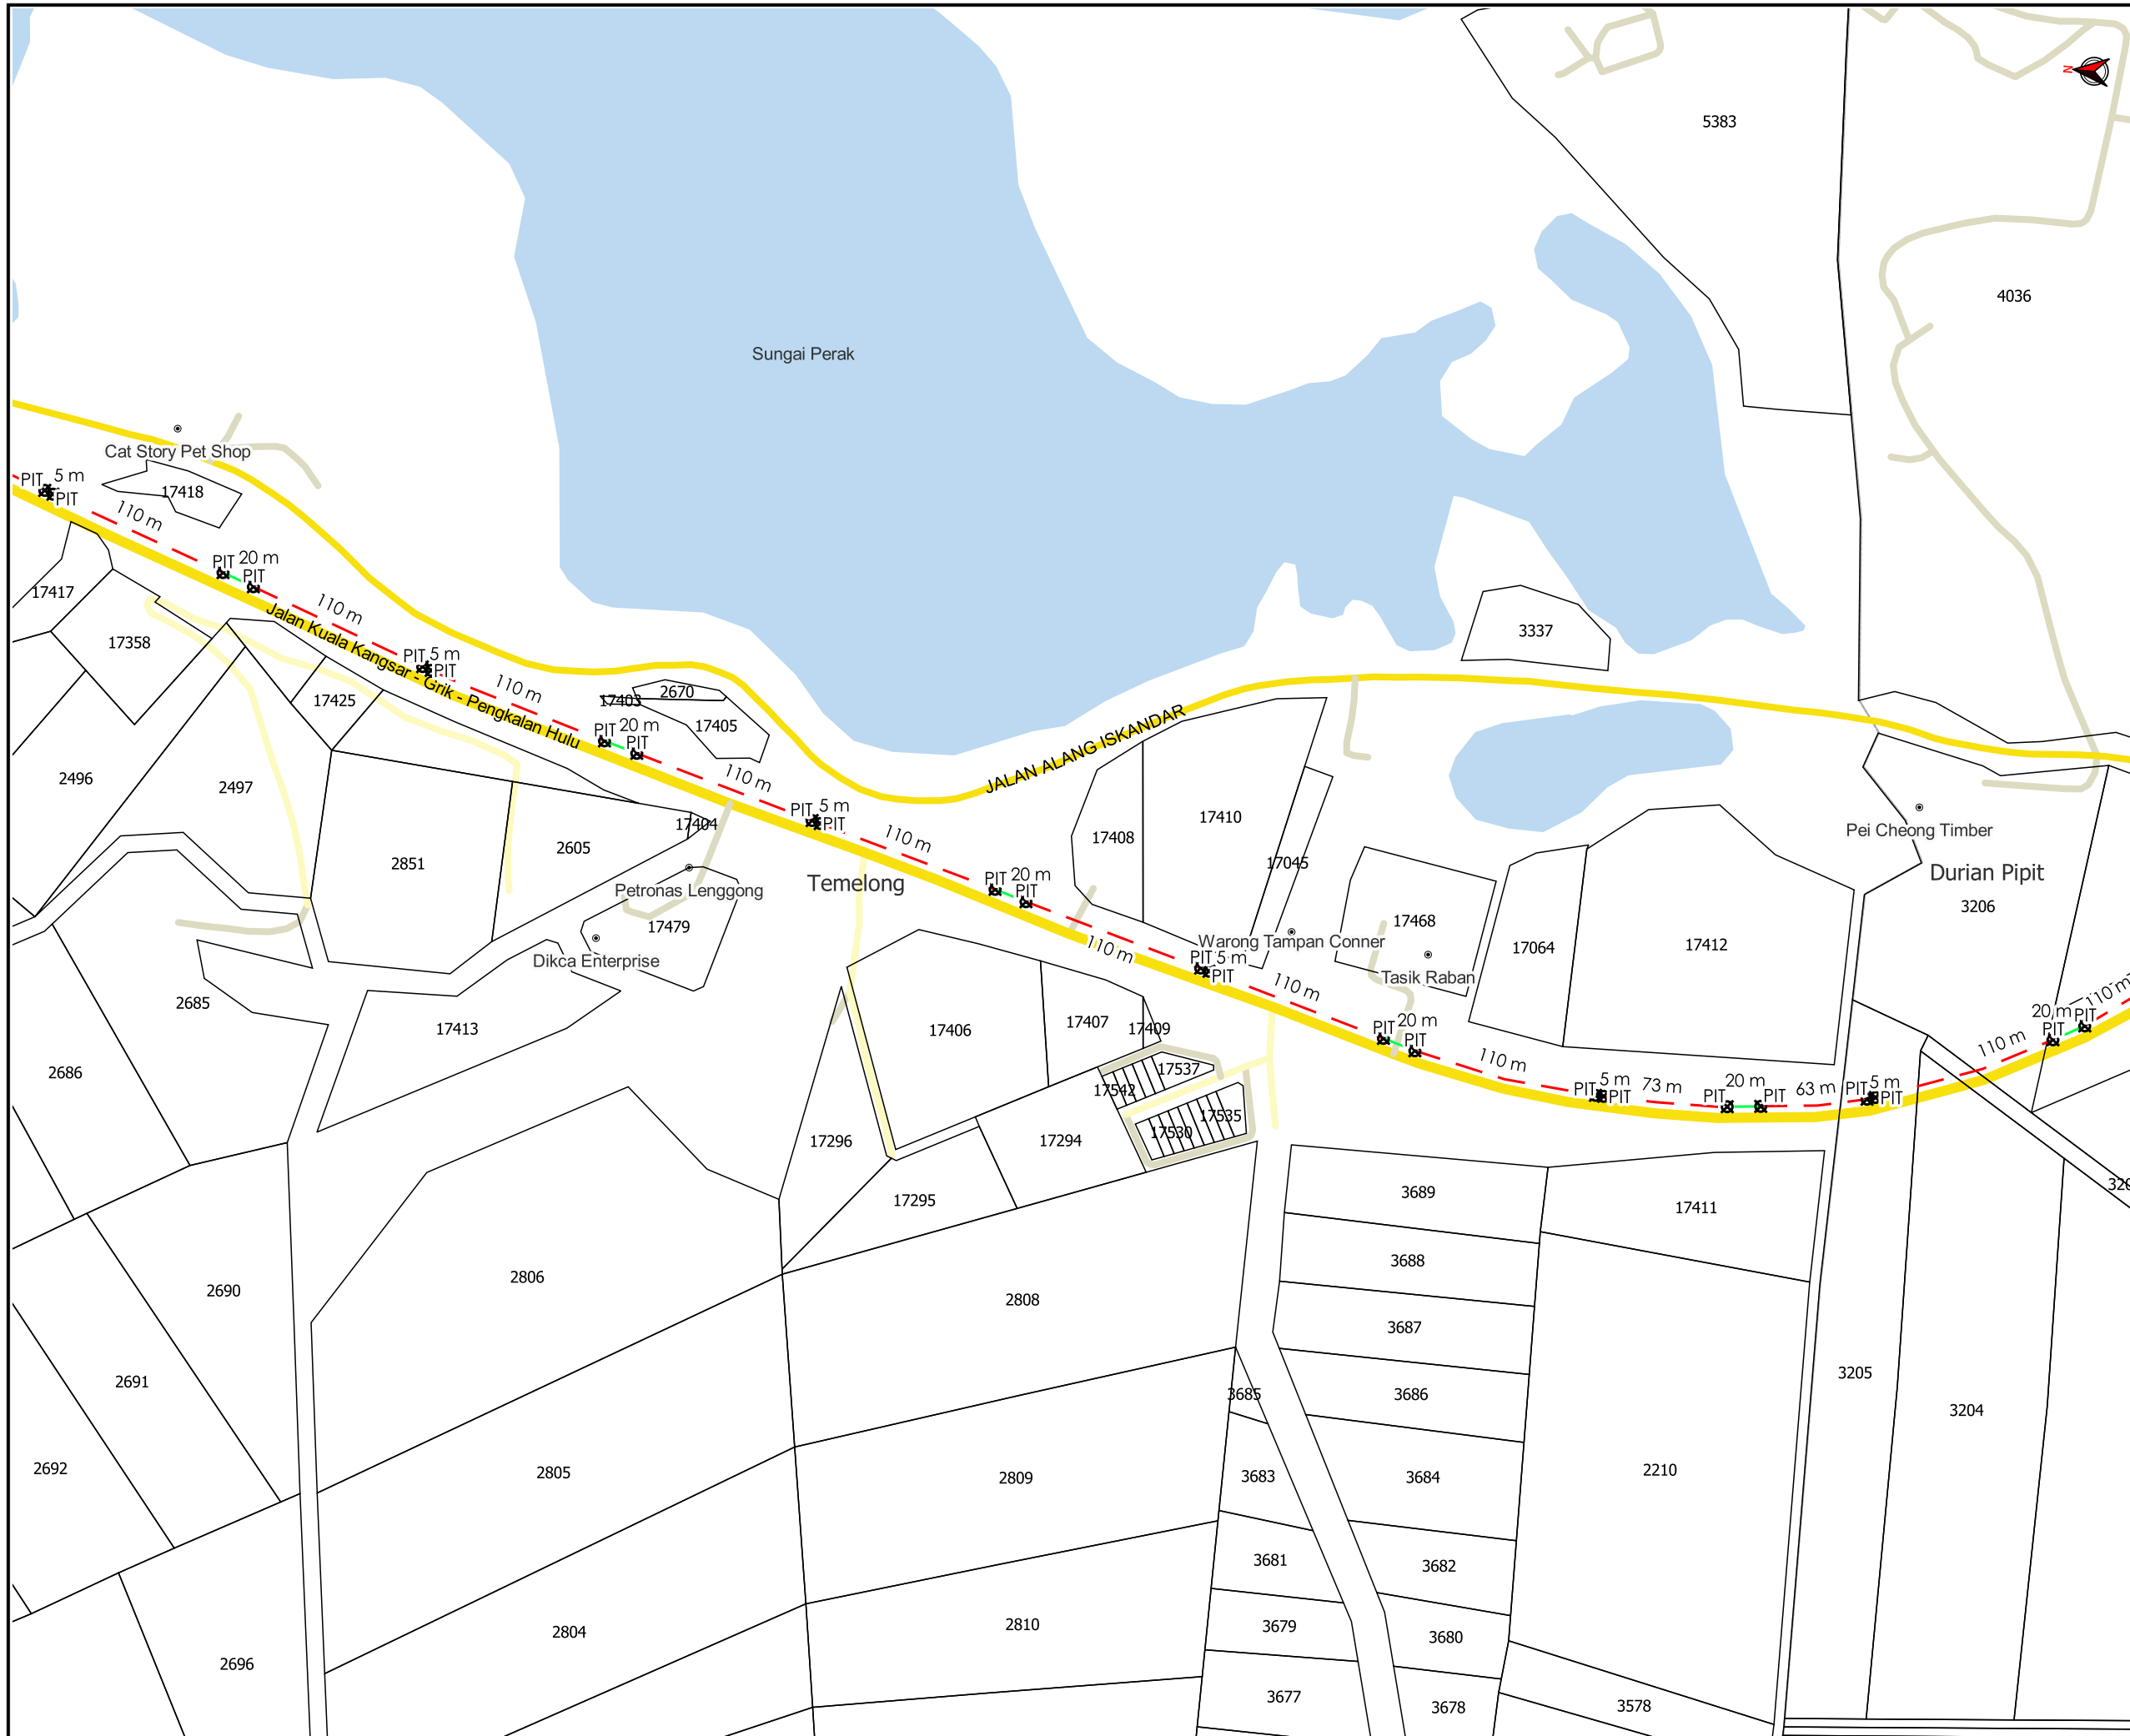 5383
N
4036
Sungai Perak
Cat Story Pet Shop
17418
PIT
5 m
PIT
110 m
PIT
20 m
PIT
110 m
17417
17358
Jalan Kuala Kangsar - Grik - Pengkalan Hulu
3337
PIT
5 m
PIT
110 m
17425
17403
2670
17405
PIT
20 m
PIT
110 m
JALAN ALANG ISKANDAR
2496
2497
2851
2605
17404
PIT
5 m
PIT
110 m
17408
17410
17045
Pei Cheong Timber
Durian Pipit
3206
Petronas Lenggong
Temelong
PIT
20 m
PIT
110 m
17479
Dikca Enterprise
Warong Tampan Conner
17468
Tasik Raban
17064
17412
PIT
5 m
PIT
110 m
2685
17413
17406
17407
17409
PIT
20 m
PIT
110 m
20 m
PIT
PIT
110 m
110 m
2686
17542
17537
17530
17535
PIT
5 m
PIT
73 m
PIT
20 m
PIT
63 m
PIT
5 m
PIT
17296
17294
17295
3689
17411
3688
3687
2690
2806
2808
2691
3685
3686
3205
3204
2692
2805
2809
3683
3684
2210
3681
3682
2804
2810
3679
3680
2696
3677
3678
3578